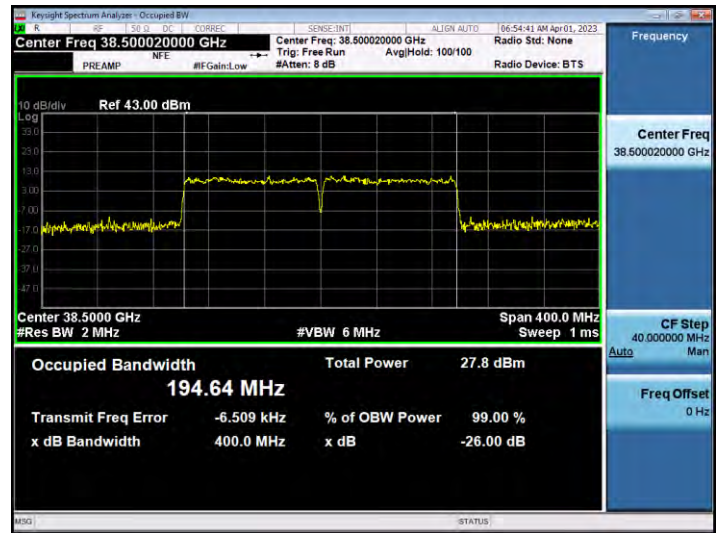 Keysight Spectrum Analyzer - Occupied BW
R RF 50 Ω DC CORREC SENSE:INT ALIGN AUTO 06:54:41 AM Apr 01, 2023
Center Freq 38.500020000 GHz Center Freq: 38.500020000 GHz Radio Std: None Frequency
NFE Trig: Free Run Avg|Hold: 100/100
PREAMP #IFGain:Low #Atten: 8 dB Radio Device: BTS
10 dB/div Ref 43.00 dBm
Log
33.0
23.0
13.0
3.00
-7.00
-17.0
-27.0
-37.0
-47.0
Center Freq
38.500020000 GHz
Center 38.5000 GHz Span 400.0 MHz
#Res BW 2 MHz #VBW 6 MHz Sweep 1 ms
CF Step
40.000000 MHz
Auto Man
Occupied Bandwidth Total Power 27.8 dBm
194.64 MHz
Freq Offset
0 Hz
Transmit Freq Error -6.509 kHz % of OBW Power 99.00 %
x dB Bandwidth 400.0 MHz x dB -26.00 dB
MSG STATUS